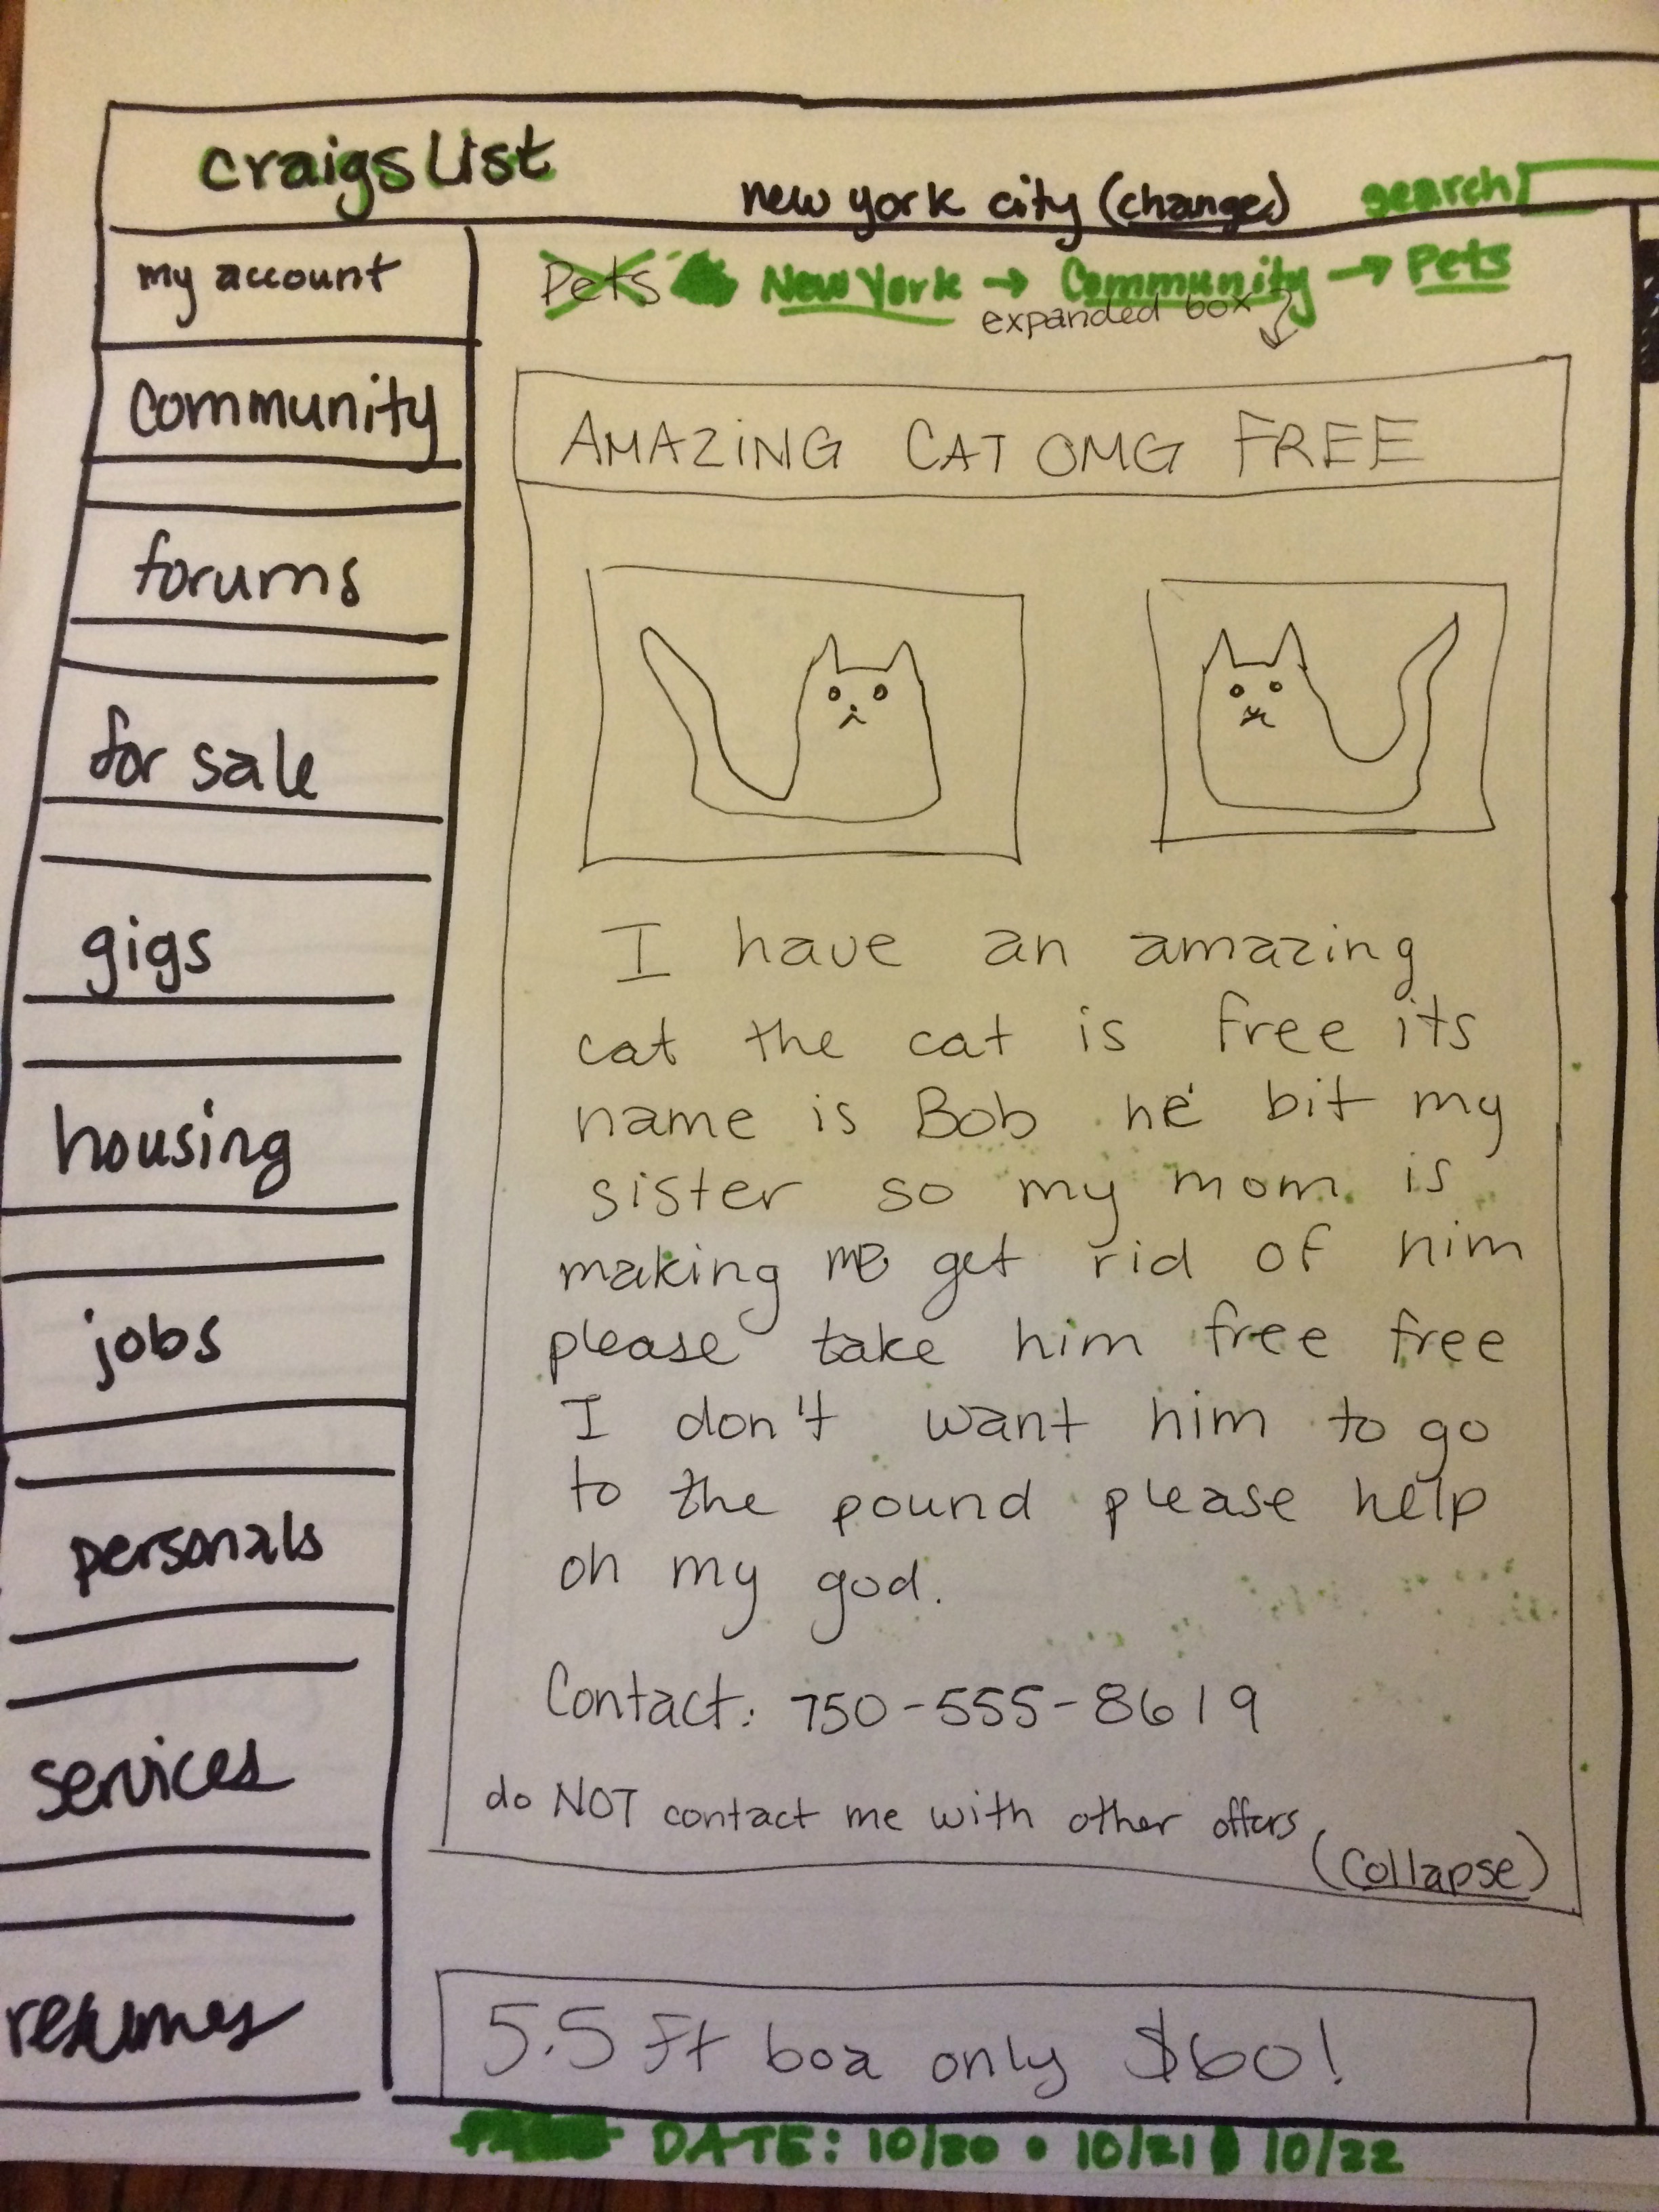 craigslist
new york city (change)
search
my account
Pets New York → Community → Pets
expanded box
community
forums
for sale
gigs
housing
jobs
personals
services
resumes
AMAZING CAT OMG FREE
I have an amazing
cat the cat is free its
name is Bob he bit my
sister so my mom is
making me get rid of him
please take him free free
I don't want him to go
to the pound please help
oh my god.
Contact: 750-555-8619
do NOT contact me with other offers
(collapse)
5.5 ft boa only $60!
DATE: 10/20 • 10/21 10/22